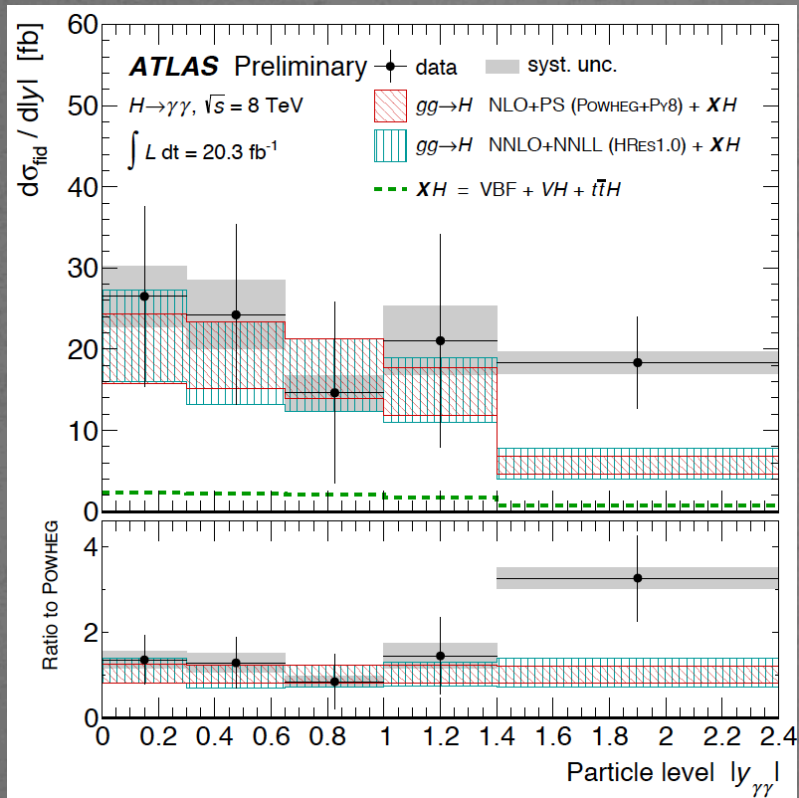 dσfid / d|y| [fb]
60
50
40
30
20
10
0
ATLAS Preliminary
H→γγ, √s = 8 TeV
∫ L dt = 20.3 fb⁻¹
data
syst. unc.
gg→H NLO+PS (POWHEG+PY8) + XH
gg→H NNLO+NNLL (HRES1.0) + XH
XH = VBF + VH + tt̄H
Ratio to POWHEG
4
2
0
0 0.2 0.4 0.6 0.8 1 1.2 1.4 1.6 1.8 2 2.2 2.4
Particle level |yγγ|